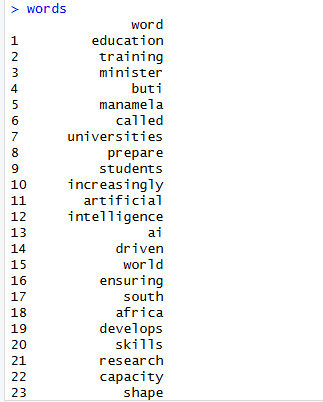 > words
word
1 education
2 training
3 minister
4 buti
5 manamela
6 called
7 universities
8 prepare
9 students
10 increasingly
11 artificial
12 intelligence
13 ai
14 driven
15 world
16 ensuring
17 south
18 africa
19 develops
20 skills
21 research
22 capacity
23 shape